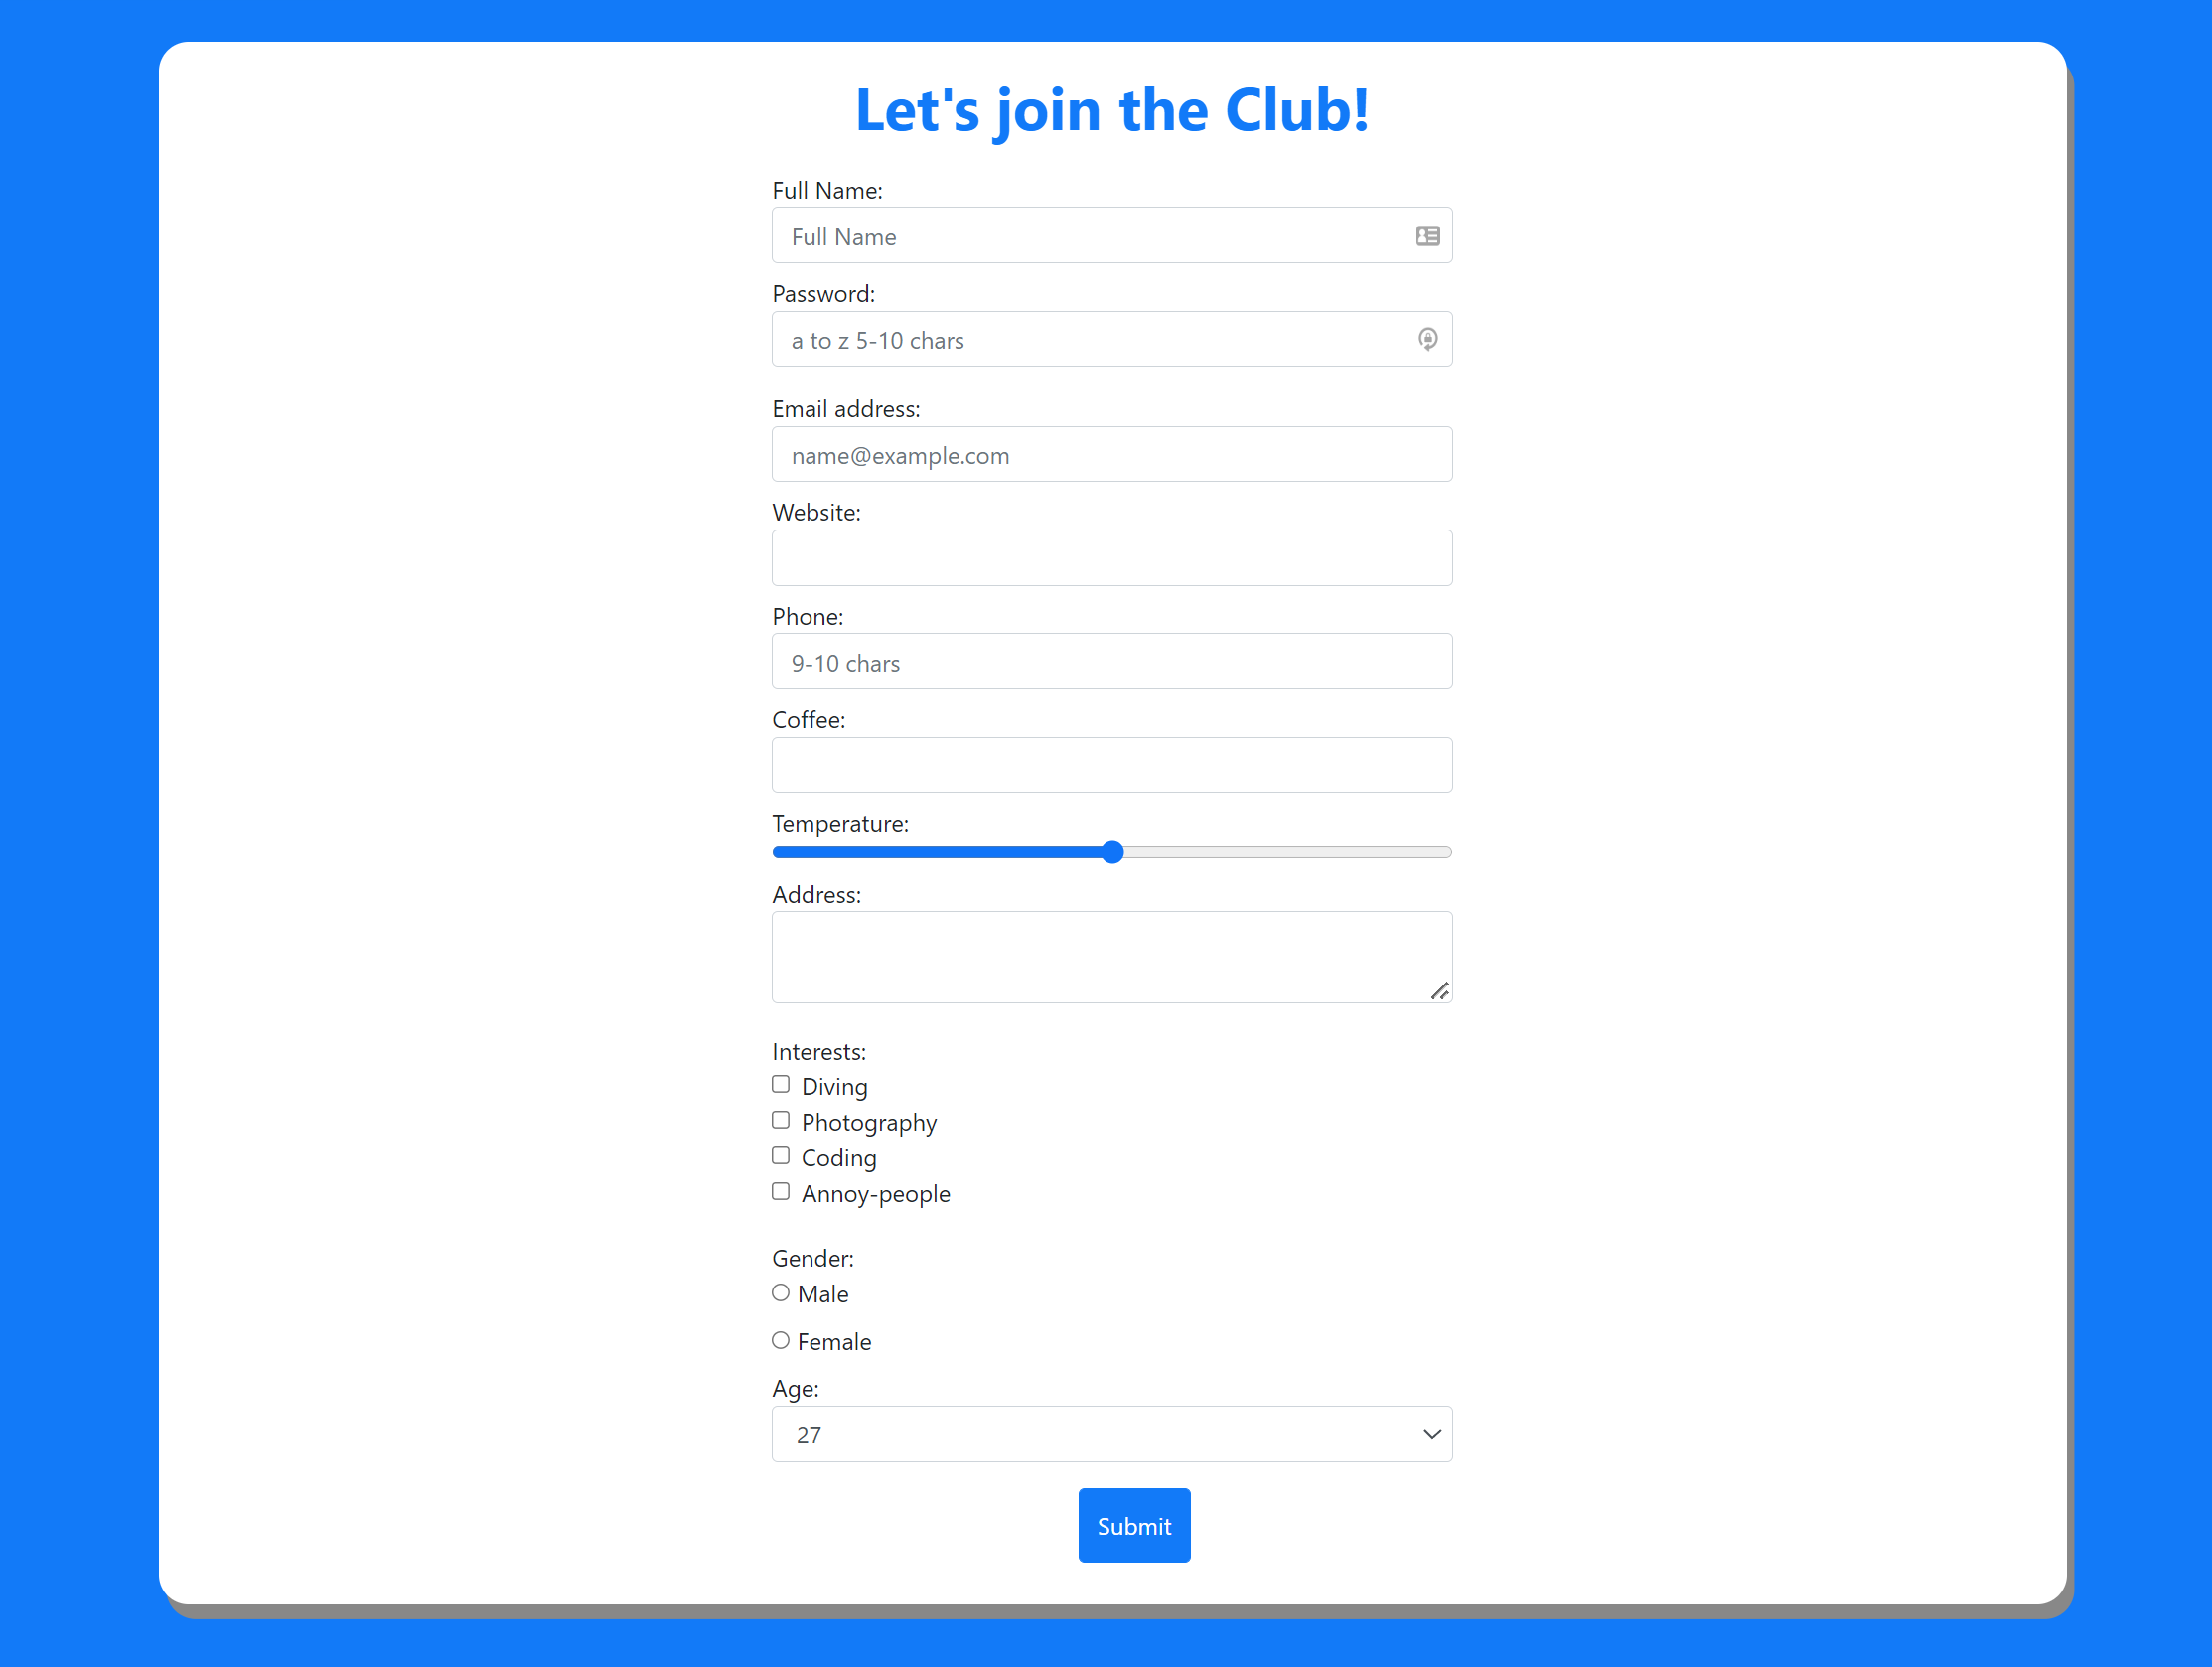 Let's join the Club!
Full Name:
Full Name
Password:
a to z 5-10 chars
Email address:
name@example.com
Website:
Phone:
9-10 chars
Coffee:
Temperature:
Address:
Interests:
Diving
Photography
Coding
Annoy-people
Gender:
Male
Female
Age:
27
Submit